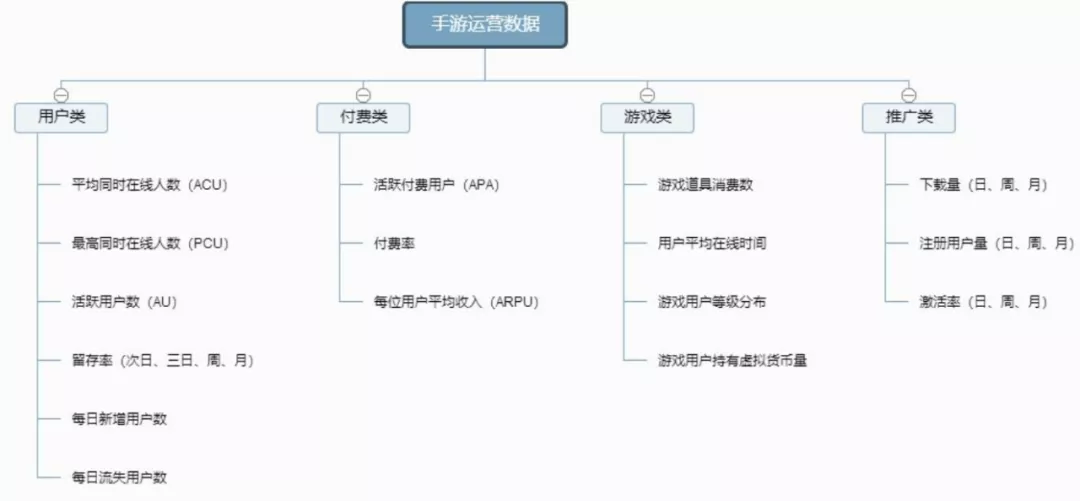 手游运营数据
用户类
平均同时在线人数（ACU）
最高同时在线人数（PCU）
活跃用户数（AU）
留存率（次日、三日、周、月）
每日新增用户数
每日流失用户数
付费类
活跃付费用户（APA）
付费率
每位用户平均收入（ARPU）
游戏类
游戏道具消费数
用户平均在线时间
游戏用户等级分布
游戏用户持有虚拟货币量
推广类
下载量（日、周、月）
注册用户量（日、周、月）
激活率（日、周、月）